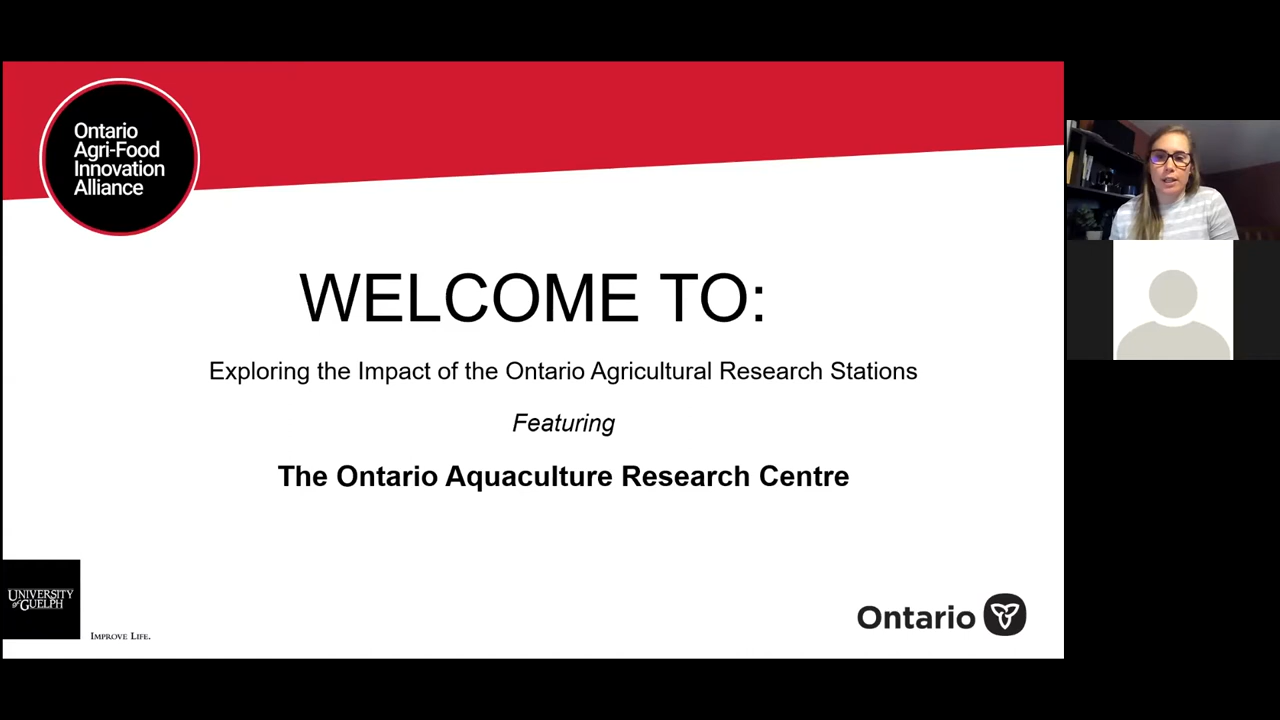 Ontario
Agri-Food
Innovation
Alliance
WELCOME TO:
Exploring the Impact of the Ontario Agricultural Research Stations
Featuring
The Ontario Aquaculture Research Centre
UNIVERSITY
OF GUELPH
IMPROVE LIFE.
Ontario